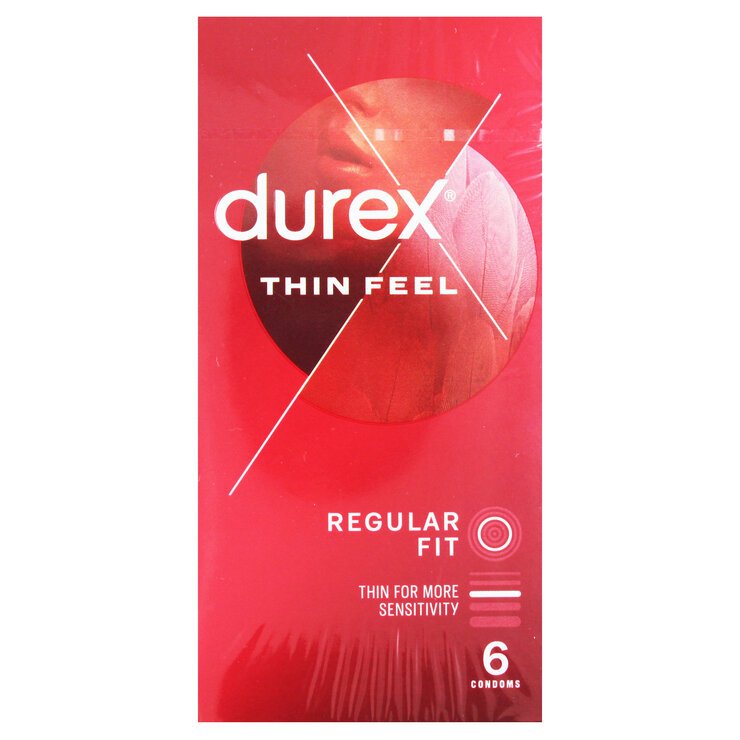 durex®
THIN FEEL
REGULAR
FIT
THIN FOR MORE
SENSITIVITY
6
CONDOMS